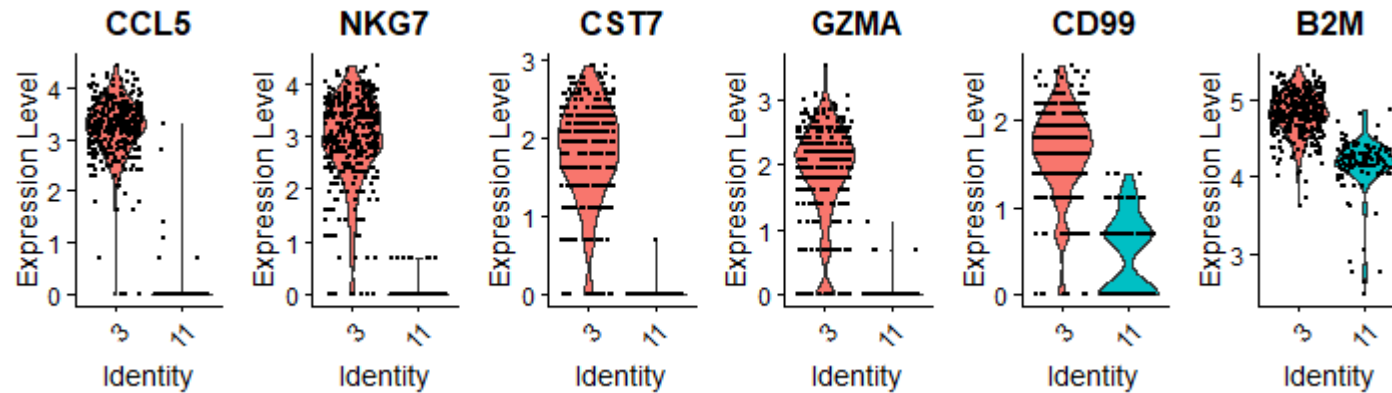 CCL5
Expression Level
4
3
2
1
0
3
11
Identity
NKG7
Expression Level
4
3
2
1
0
3
11
Identity
CST7
Expression Level
3
2
1
0
3
11
Identity
GZMA
Expression Level
3
2
1
0
3
11
Identity
CD99
Expression Level
2
1
0
3
11
Identity
B2M
Expression Level
5
4
3
3
11
Identity